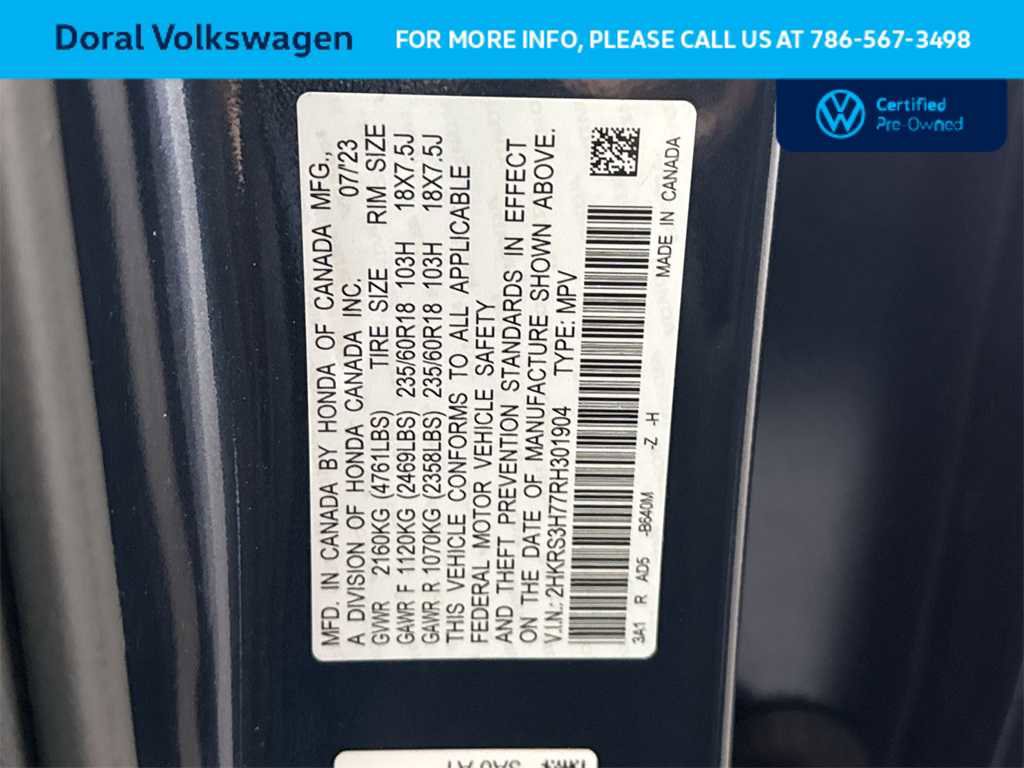 Doral Volkswagen
FOR MORE INFO, PLEASE CALL US AT 786-567-3498
Certified
Pre-Owned
MFD. IN CANADA BY HONDA OF CANADA MFG.,
A DIVISION OF HONDA CANADA INC. 07/'23
GVWR 2160KG (4761LBS) TIRE SIZE RIM SIZE
GAWR F 1120KG (2469LBS) 235/60R18 103H 18X7.5J
GAWR R 1070KG (2358LBS) 235/60R18 103H 18X7.5J
THIS VEHICLE CONFORMS TO ALL APPLICABLE
FEDERAL MOTOR VEHICLE SAFETY
AND THEFT PREVENTION STANDARDS IN EFFECT
ON THE DATE OF MANUFACTURE SHOWN ABOVE.
V.I.N.: 2HKRS3H77RH301904 TYPE: MPV
3A1 R AD5 -B640M -Z -H MADE IN CANADA